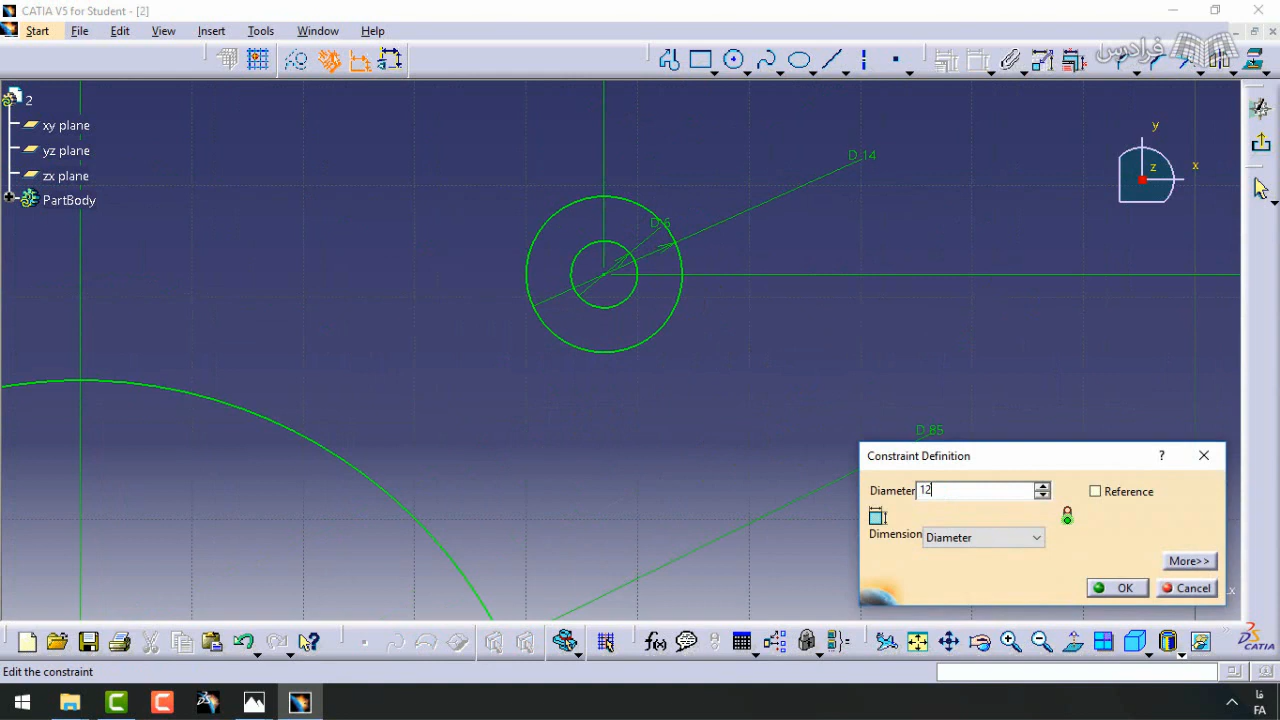 CATIA V5 for Student - [2]
Start File Edit View Insert Tools Window Help
فرادرس
2
xy plane
yz plane
zx plane
PartBody
D 14
D 6
D 85
y
x
z
Constraint Definition ?
Diameter 12
Reference
Dimension Diameter
More>>
OK Cancel
x
f(x)
CATIA
Edit the constraint
فا
FA